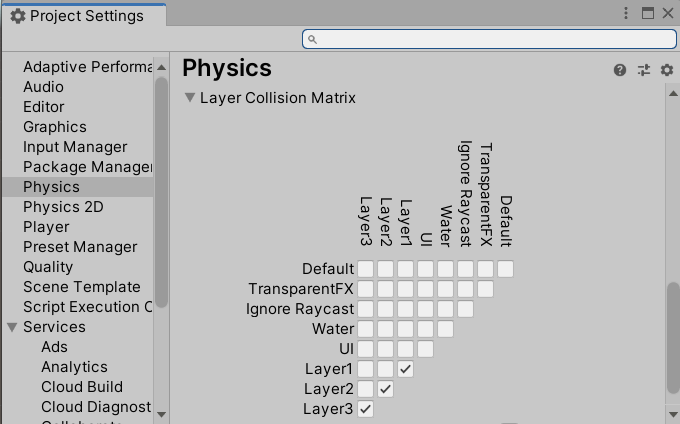 Project Settings
Adaptive Performa
Audio
Editor
Graphics
Input Manager
Package Manager
Physics
Physics 2D
Player
Preset Manager
Quality
Scene Template
Script Execution O
Services
Ads
Analytics
Cloud Build
Cloud Diagnost
Physics
Layer Collision Matrix
Layer3
Layer2
Layer1
UI
Water
Ignore Raycast
TransparentFX
Default
Default
TransparentFX
Ignore Raycast
Water
UI
Layer1
Layer2
Layer3